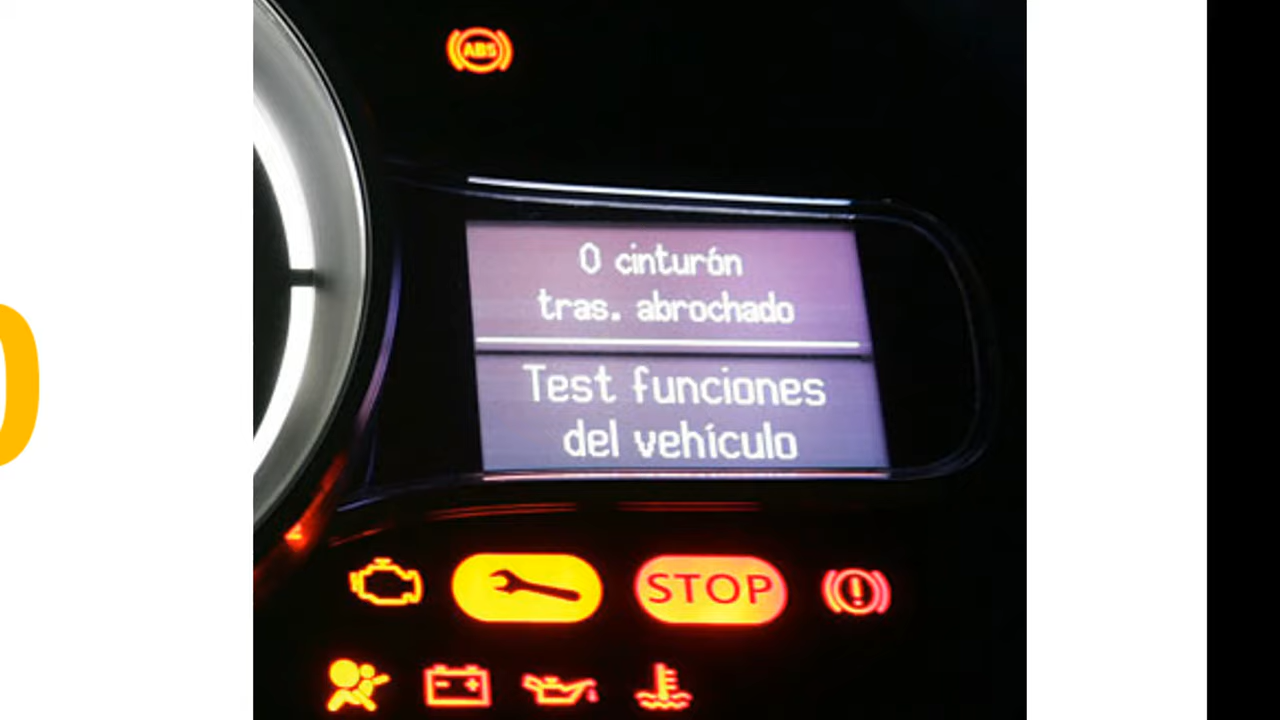 ABS
0 cinturón
tras. abrochado
Test funciones
del vehículo
STOP